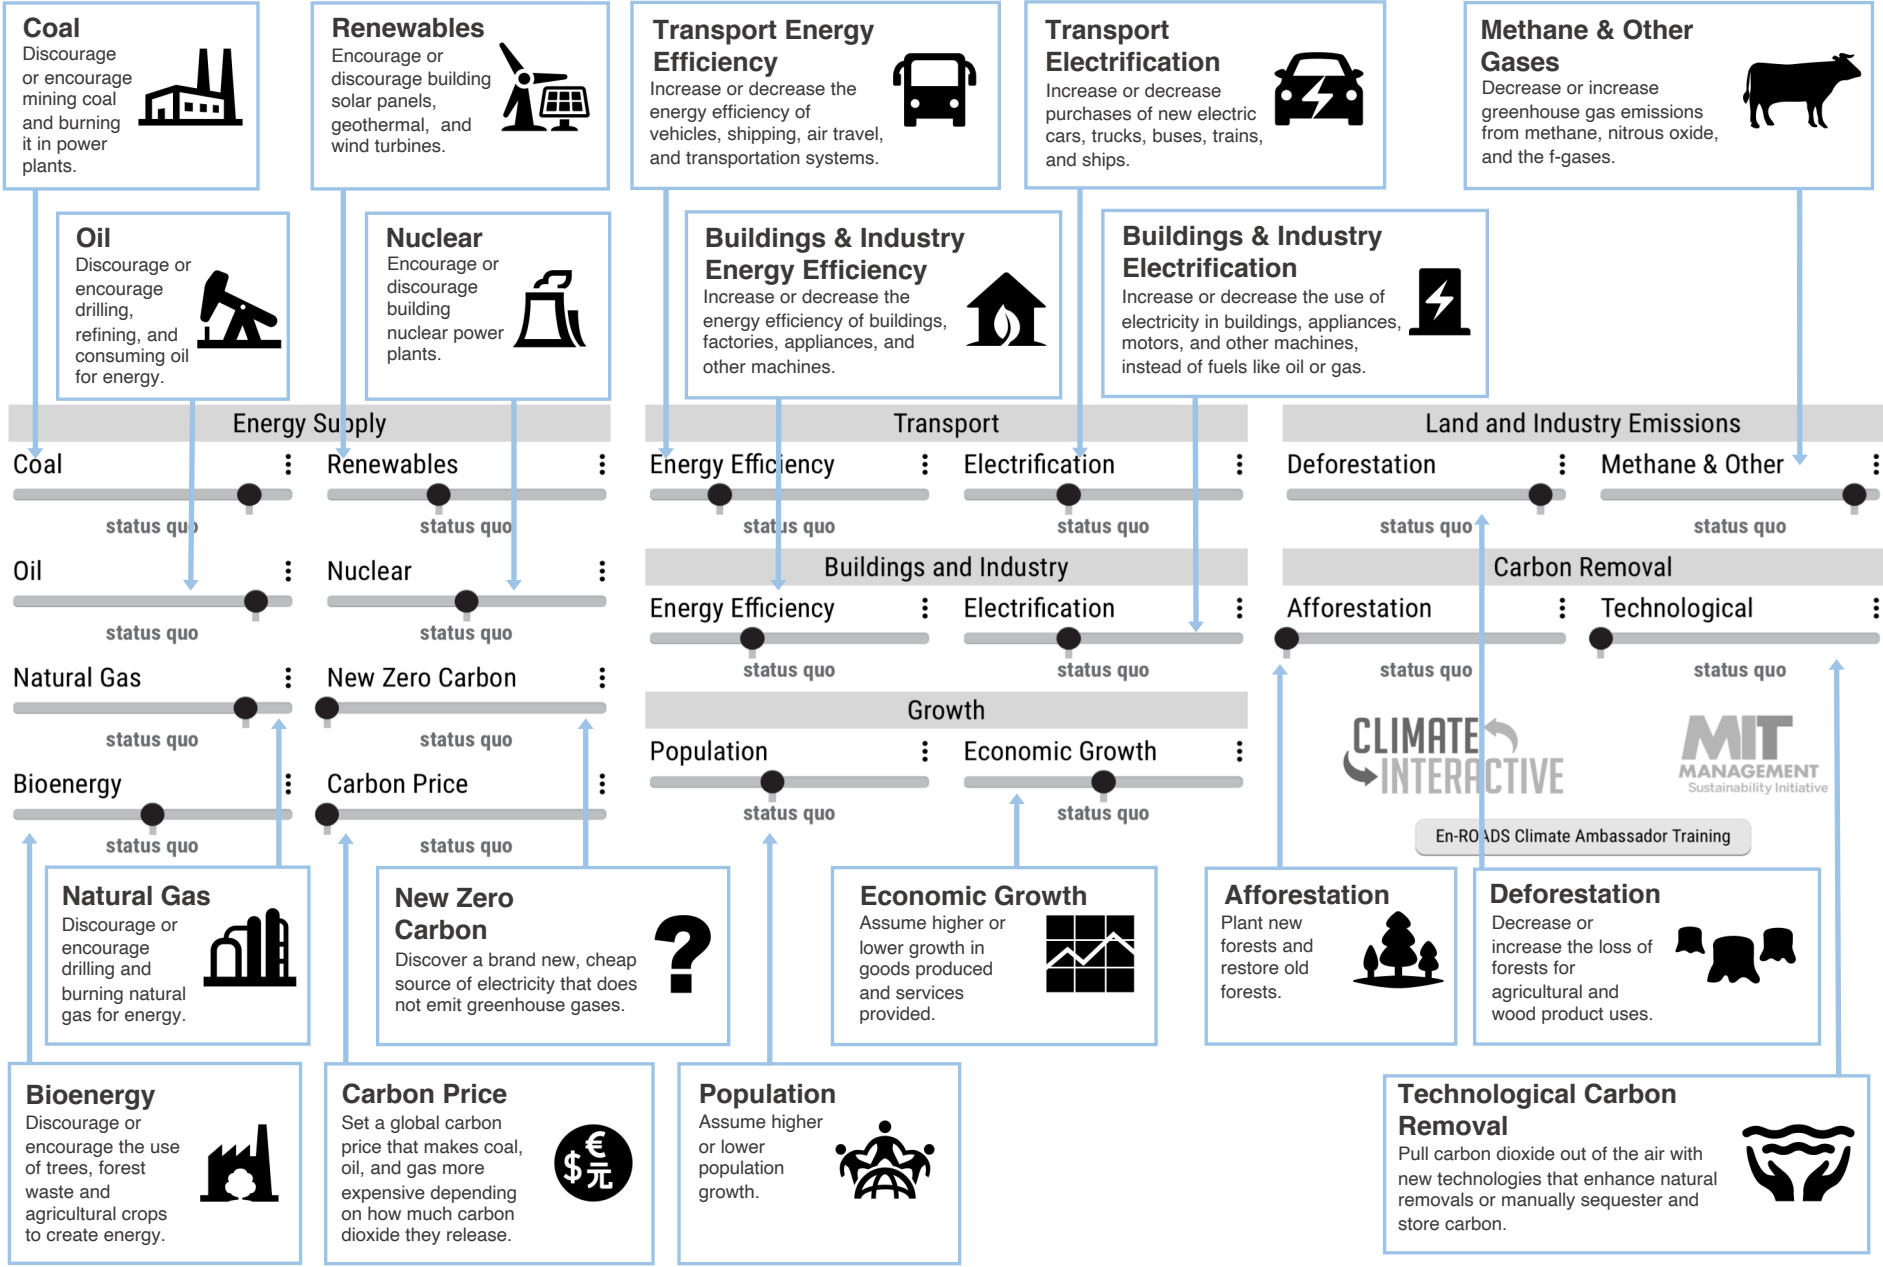 Coal
Discourage
or encourage
mining coal
and burning
it in power
plants.
Renewables
Encourage or
discourage building
solar panels,
geothermal, and
wind turbines.
Transport Energy
Efficiency
Increase or decrease the
energy efficiency of
vehicles, shipping, air travel,
and transportation systems.
Transport
Electrification
Increase or decrease
purchases of new electric
cars, trucks, buses, trains,
and ships.
Methane & Other
Gases
Decrease or increase
greenhouse gas emissions
from methane, nitrous oxide,
and the f-gases.
Oil
Discourage or
encourage
drilling,
refining, and
consuming oil
for energy.
Nuclear
Encourage or
discourage
building
nuclear power
plants.
Buildings & Industry
Energy Efficiency
Increase or decrease the
energy efficiency of buildings,
factories, appliances, and
other machines.
Buildings & Industry
Electrification
Increase or decrease the use of
electricity in buildings, appliances,
motors, and other machines,
instead of fuels like oil or gas.
Energy Supply
Coal
status quo
Renewables
status quo
Oil
status quo
Nuclear
status quo
Natural Gas
status quo
New Zero Carbon
status quo
Bioenergy
status quo
Carbon Price
status quo
Transport
Energy Efficiency
status quo
Electrification
status quo
Buildings and Industry
Energy Efficiency
status quo
Electrification
status quo
Growth
Population
status quo
Economic Growth
status quo
Land and Industry Emissions
Deforestation
status quo
Methane & Other
status quo
Carbon Removal
Afforestation
status quo
Technological
status quo
CLIMATE
INTERACTIVE
MIT
MANAGEMENT
Sustainability Initiative
En-ROADS Climate Ambassador Training
Natural Gas
Discourage or
encourage
drilling and
burning natural
gas for energy.
New Zero
Carbon
Discover a brand new, cheap
source of electricity that does
not emit greenhouse gases.
?
Economic Growth
Assume higher or
lower growth in
goods produced
and services
provided.
Afforestation
Plant new
forests and
restore old
forests.
Deforestation
Decrease or
increase the loss of
forests for
agricultural and
wood product uses.
Bioenergy
Discourage or
encourage the use
of trees, forest
waste and
agricultural crops
to create energy.
Carbon Price
Set a global carbon
price that makes coal,
oil, and gas more
expensive depending
on how much carbon
dioxide they release.
€
$ 元
Population
Assume higher
or lower
population
growth.
Technological Carbon
Removal
Pull carbon dioxide out of the air with
new technologies that enhance natural
removals or manually sequester and
store carbon.